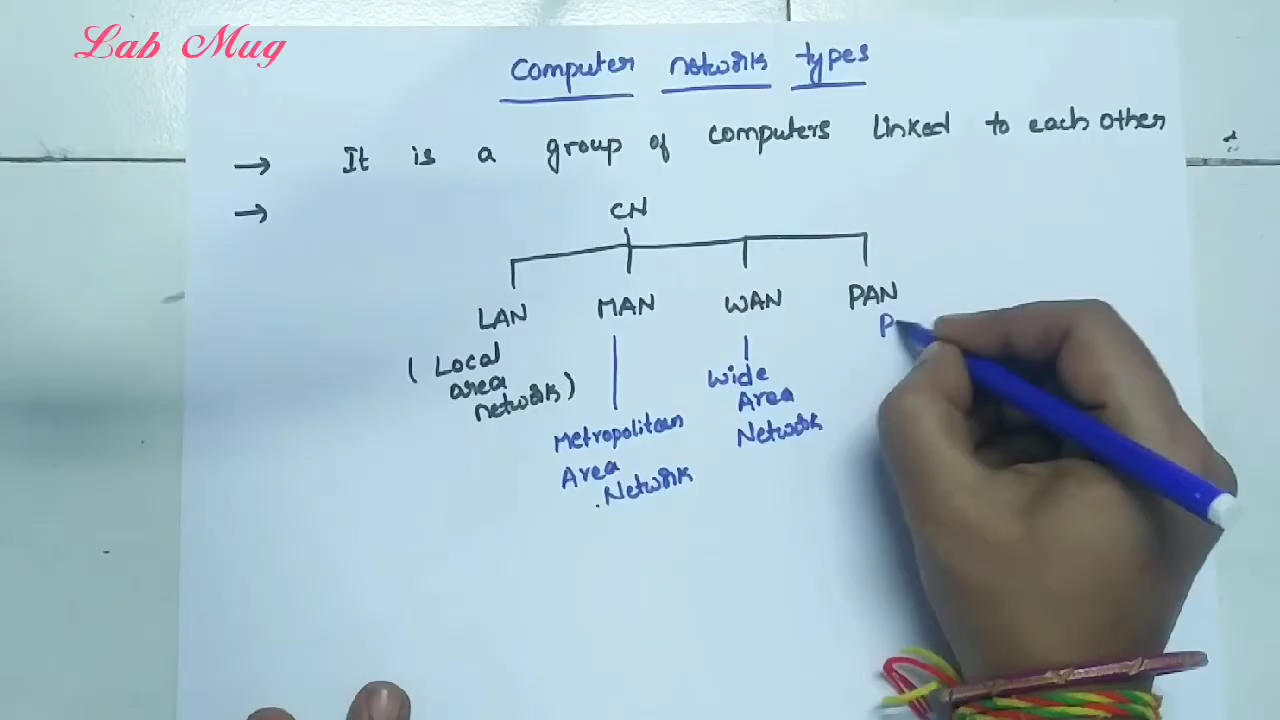 Lab Mug
Computer network types
→ It is a group of computers linked to each other
→ CN
LAN MAN WAN PAN
P
(Local
area
network)
Wide
Area
Network
Metropolitan
Area
.Network